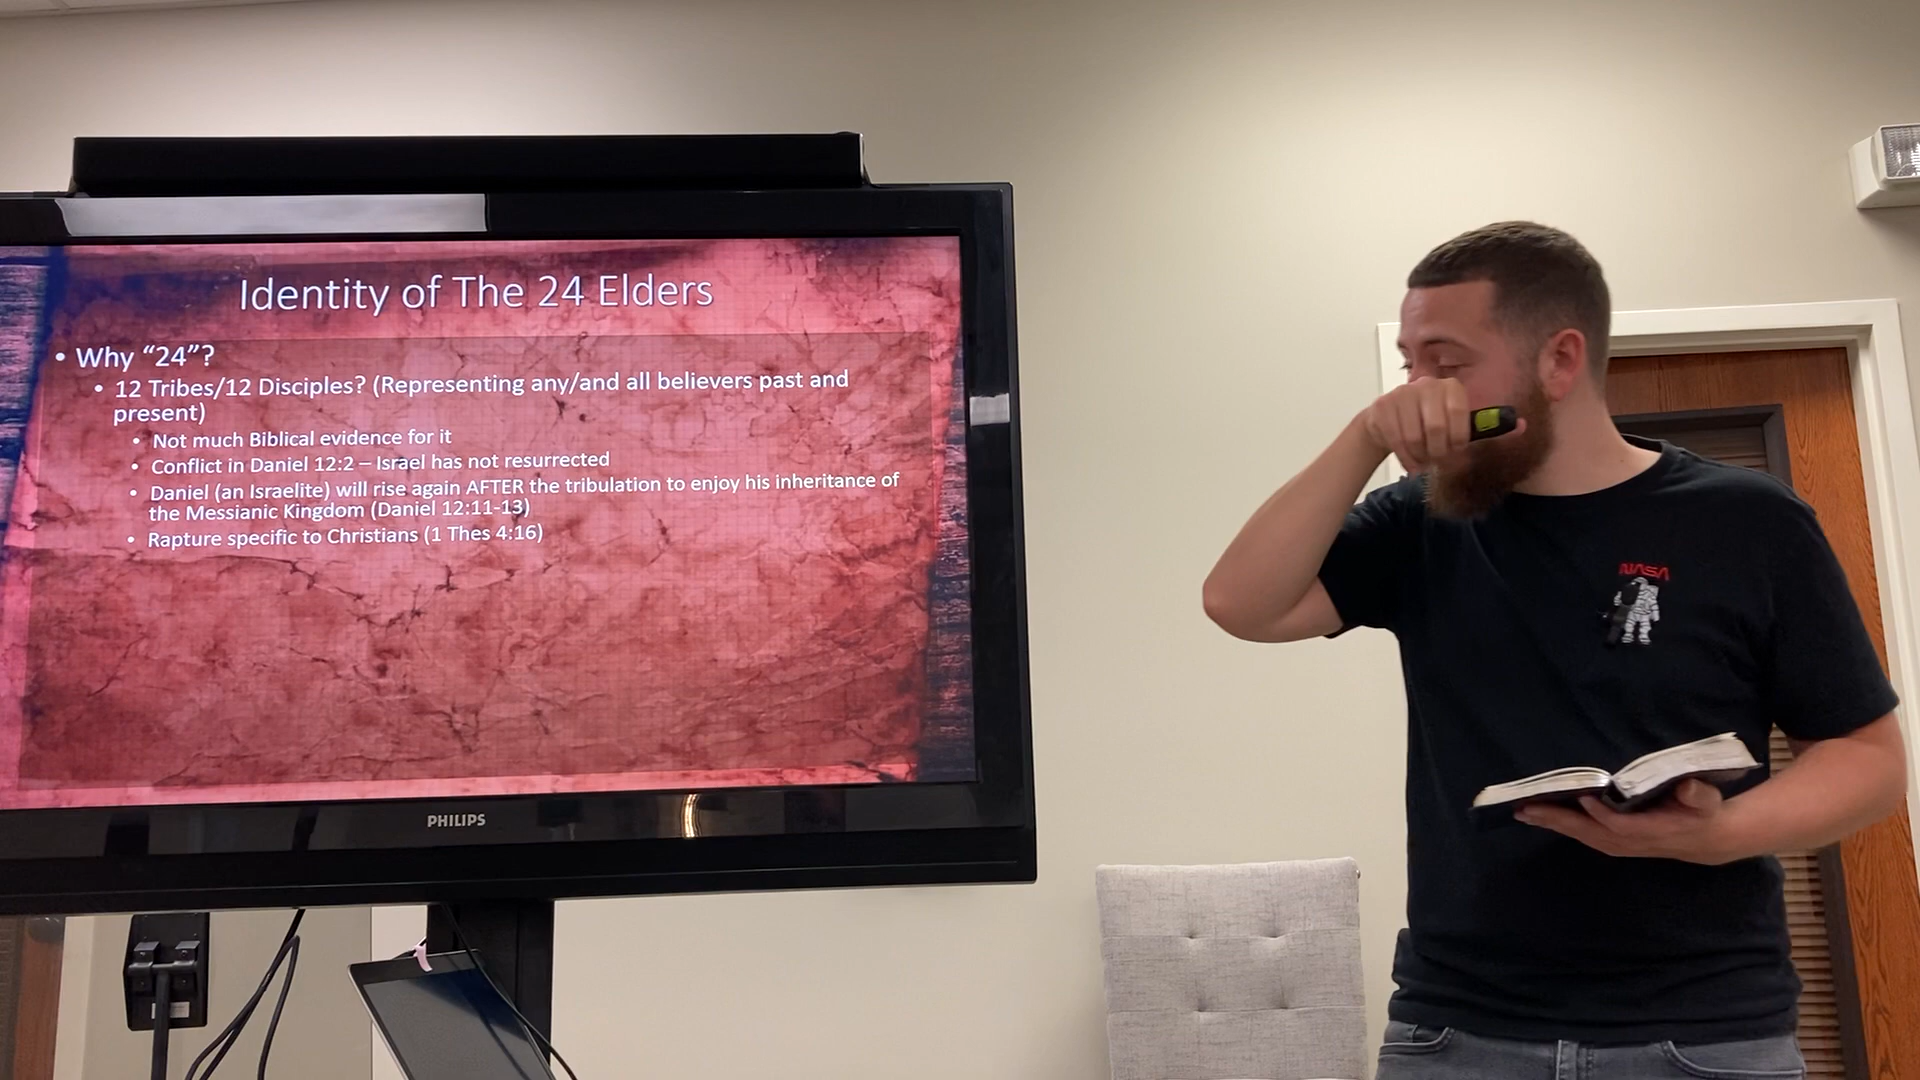 Identity of The 24 Elders
• Why “24”?
• 12 Tribes/12 Disciples? (Representing any/and all believers past and
present)
• Not much Biblical evidence for it
• Conflict in Daniel 12:2 – Israel has not resurrected
• Daniel (an Israelite) will rise again AFTER the tribulation to enjoy his inheritance of
the Messianic Kingdom (Daniel 12:11-13)
• Rapture specific to Christians (1 Thes 4:16)
PHILIPS
NASA